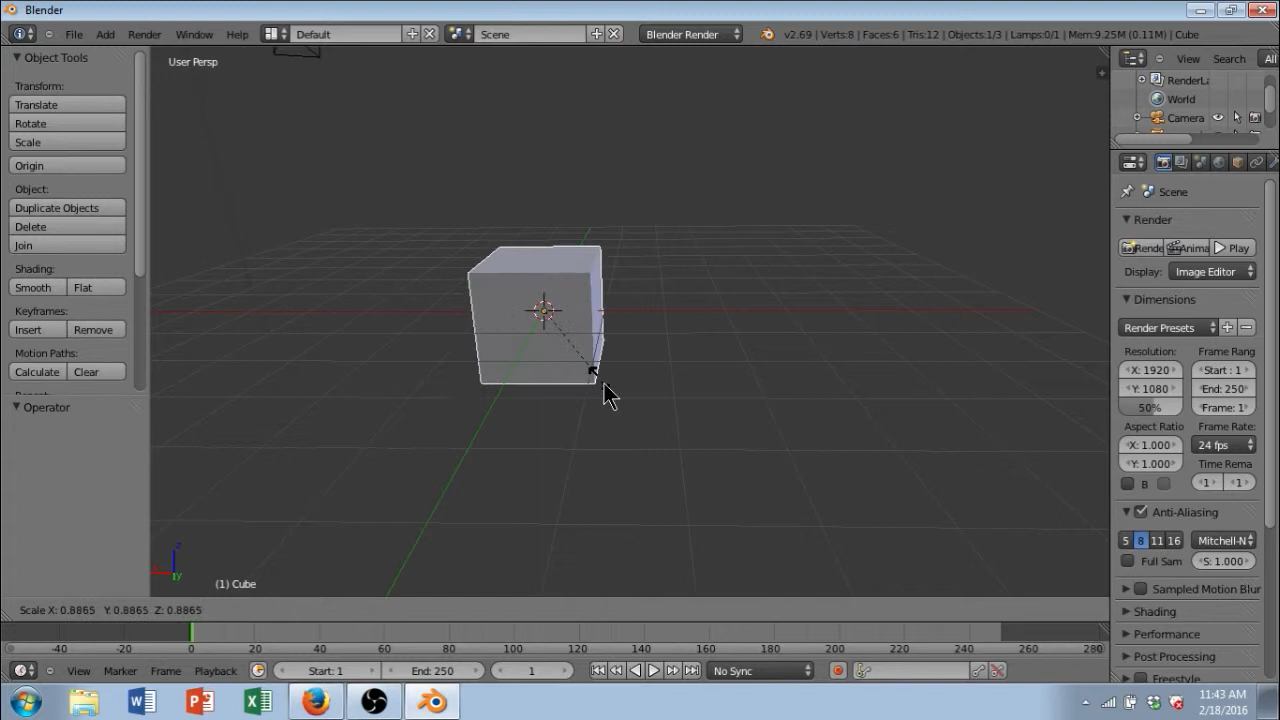 Blender
File Add Render Window Help Default Scene Blender Render v2.69 | Verts:8 | Faces:6 | Tris:12 | Objects:1/3 | Lamps:0/1 | Mem:9.25M (0.11M) | Cube
Object Tools
Transform:
Translate
Rotate
Scale
Origin
Object:
Duplicate Objects
Delete
Join
Shading:
Smooth Flat
Keyframes:
Insert Remove
Motion Paths:
Calculate Clear
Operator
User Persp
z
y
(1) Cube
Scale X: 0.8865 Y: 0.8865 Z: 0.8865
View Search All
RenderLa
World
Camera
Scene
Render
Rende Anima Play
Display: Image Editor
Dimensions
Render Presets
Resolution: Frame Rang
X: 1920 Start : 1
Y: 1080 End: 250
50% Frame: 1
Aspect Ratio Frame Rate:
X: 1.000 24 fps
Y: 1.000 Time Rema
B 1 1
Anti-Aliasing
5 8 11 16 Mitchell-N
Full Sam S: 1.000
Sampled Motion Blur
Shading
Performance
Post Processing
Freestyle
-40 -20 0 20 40 60 80 100 120 140 160 180 200 220 240 260 280
View Marker Frame Playback Start: 1 End: 250 1 No Sync
11:43 AM
2/18/2016